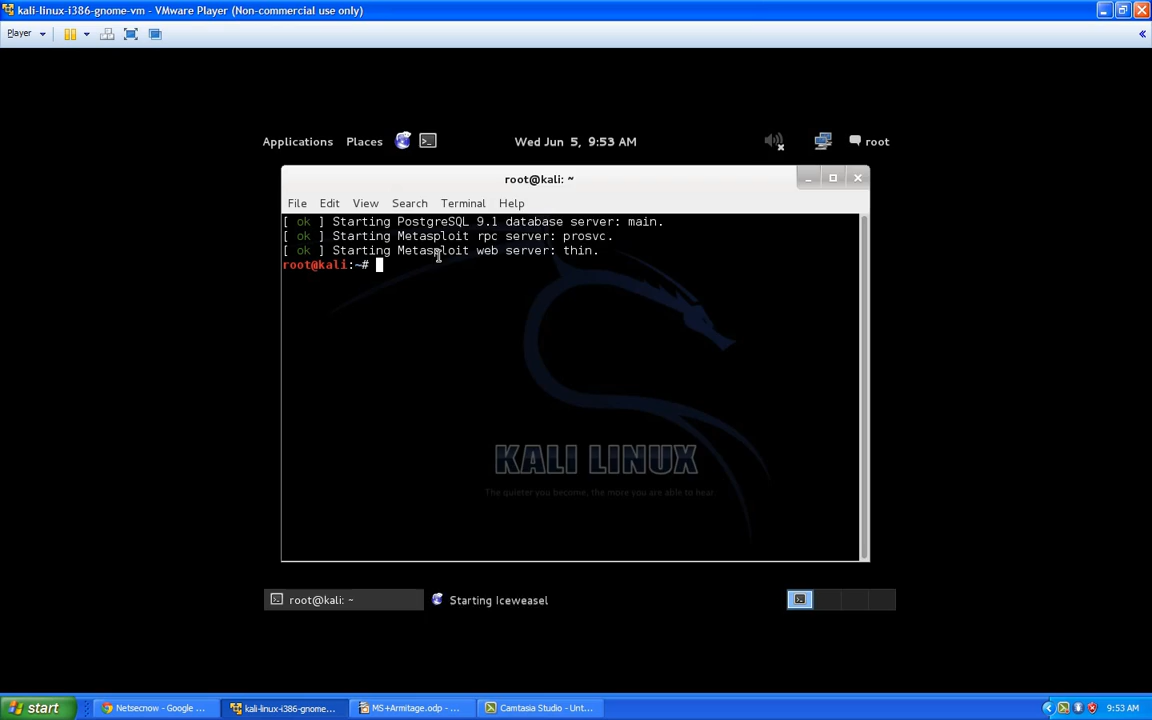 kali-linux-i386-gnome-vm - VMware Player (Non-commercial use only)
Player
Applications Places Wed Jun 5, 9:53 AM root
root@kali: ~
File Edit View Search Terminal Help
[ ok ] Starting PostgreSQL 9.1 database server: main.
[ ok ] Starting Metasploit rpc server: prosvc.
[ ok ] Starting Metasploit web server: thin.
root@kali:~#
KALI LINUX
The quieter you become, the more you are able to hear.
root@kali: ~ Starting Iceweasel
start Netsecnow - Google ... kali-linux-i386-gnome... MS+Armitage.odp - ... Camtasia Studio - Unt... 9:53 AM